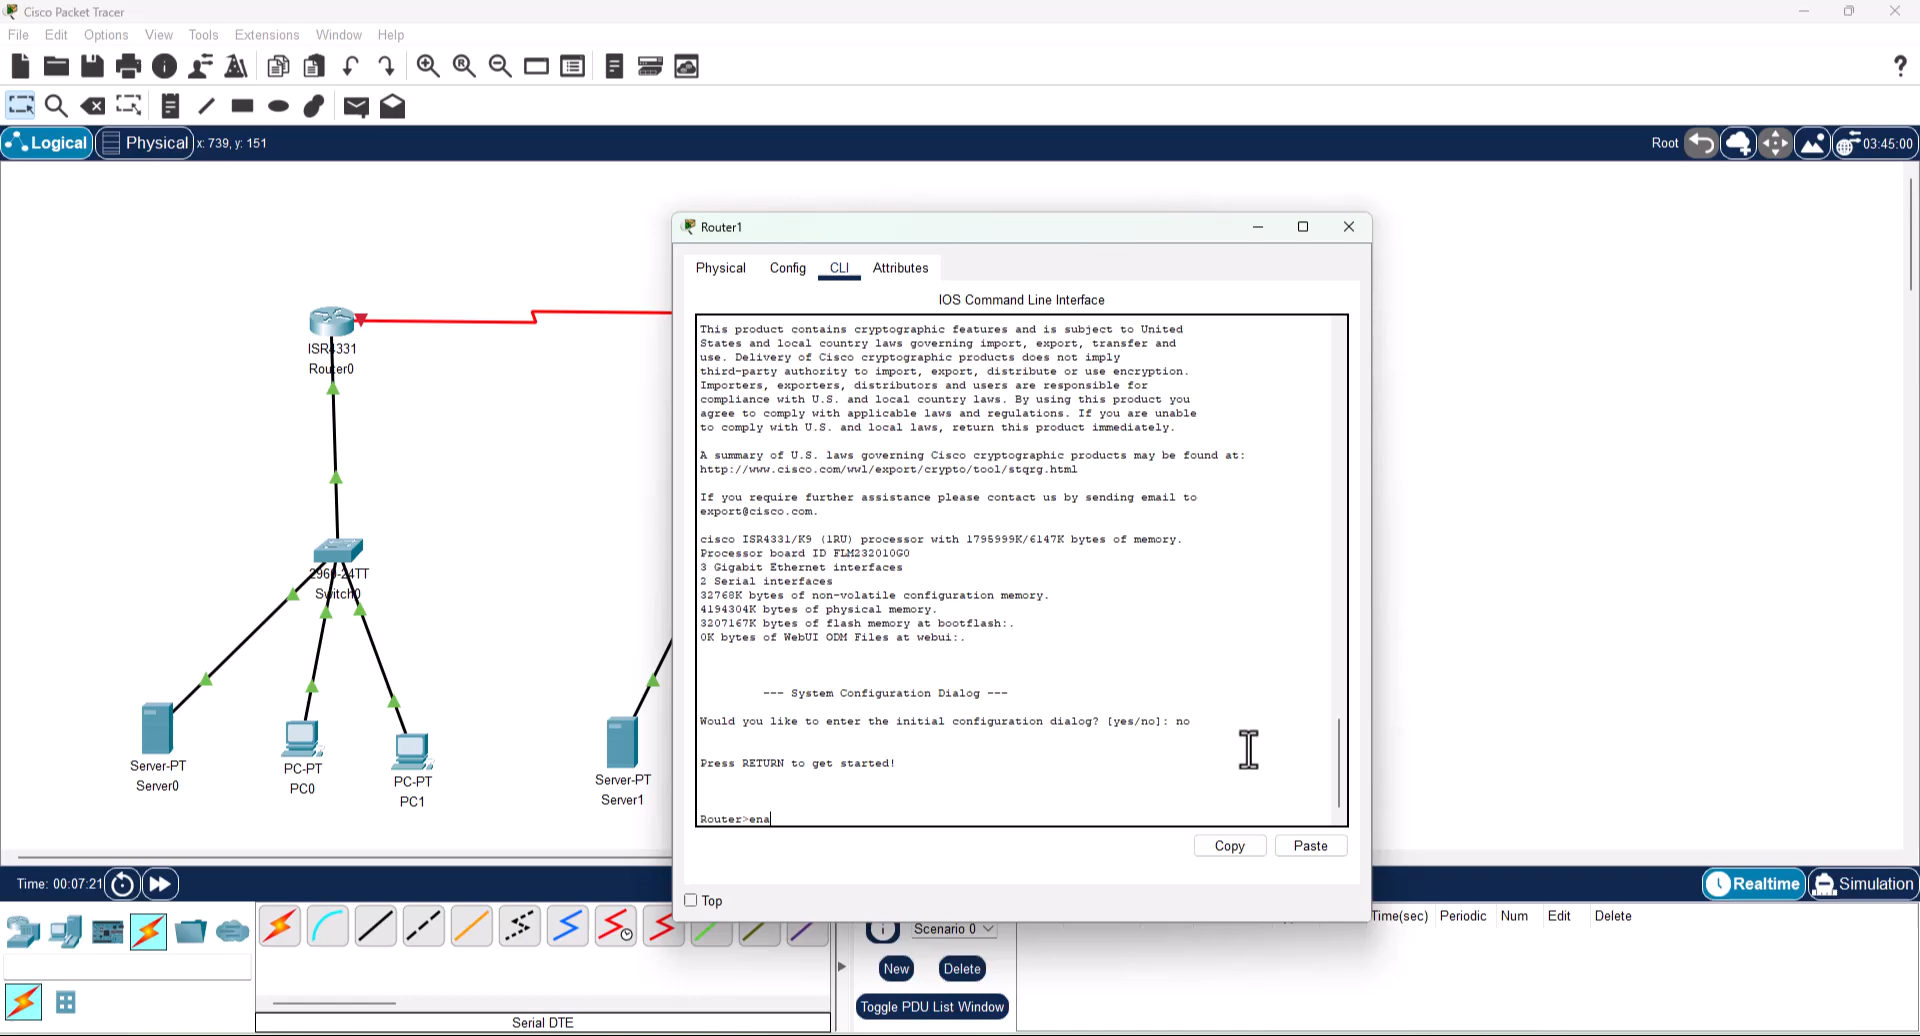 Cisco Packet Tracer
File Edit Options View Tools Extensions Window Help
Logical Physical x: 739, y: 151
Root 03:45:00
Router1
Physical Config CLI Attributes
IOS Command Line Interface
This product contains cryptographic features and is subject to United
States and local country laws governing import, export, transfer and
use. Delivery of Cisco cryptographic products does not imply
third-party authority to import, export, distribute or use encryption.
Importers, exporters, distributors and users are responsible for
compliance with U.S. and local country laws. By using this product you
agree to comply with applicable laws and regulations. If you are unable
to comply with U.S. and local laws, return this product immediately.
A summary of U.S. laws governing Cisco cryptographic products may be found at:
http://www.cisco.com/wwl/export/crypto/tool/stqrg.html
If you require further assistance please contact us by sending email to
export@cisco.com.
cisco ISR4331/K9 (1RU) processor with 1795999K/6147K bytes of memory.
Processor board ID FLM232010G0
3 Gigabit Ethernet interfaces
2 Serial interfaces
32768K bytes of non-volatile configuration memory.
4194304K bytes of physical memory.
3207167K bytes of flash memory at bootflash:.
0K bytes of WebUI ODM Files at webui:.
--- System Configuration Dialog ---
Would you like to enter the initial configuration dialog? [yes/no]: no
Press RETURN to get started!
Router>ena
Copy Paste
Top
ISR4331
Router0
2960-24TT
Switch0
Server-PT
Server0
PC-PT
PC0
PC-PT
PC1
Server-PT
Server1
Time: 00:07:21
Realtime Simulation
Scenario 0
New Delete
Toggle PDU List Window
Time(sec) Periodic Num Edit Delete
Serial DTE